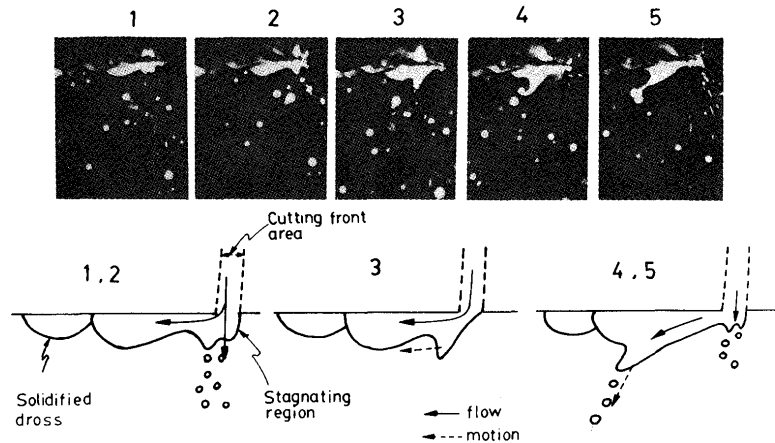 1 2 3 4 5
Cutting front
area
1,2 3 4,5
Solidified
dross
Stagnating
region
flow
motion